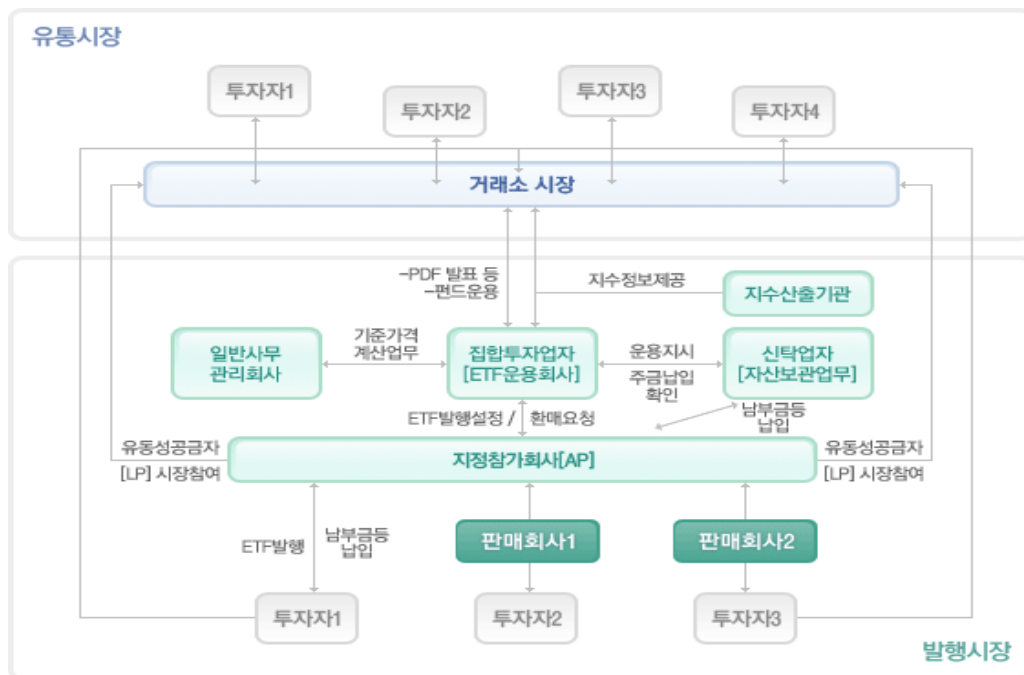 유통시장
투자자1
투자자2
투자자3
투자자4
거래소 시장
-PDF 발표 등
-펀드운용
지수정보제공
지수산출기관
일반사무
관리회사
기준가격
계산업무
집합투자업자
[ETF운용회사]
운용지시
주금납입
확인
신탁업자
[자산보관업무]
ETF발행설정 / 환매요청
남부금등
납입
유동성공급자
[LP] 시장참여
지정참가회사[AP]
유동성공급자
[LP] 시장참여
ETF발행
남부금등
납입
판매회사1
판매회사2
투자자1
투자자2
투자자3
발행시장